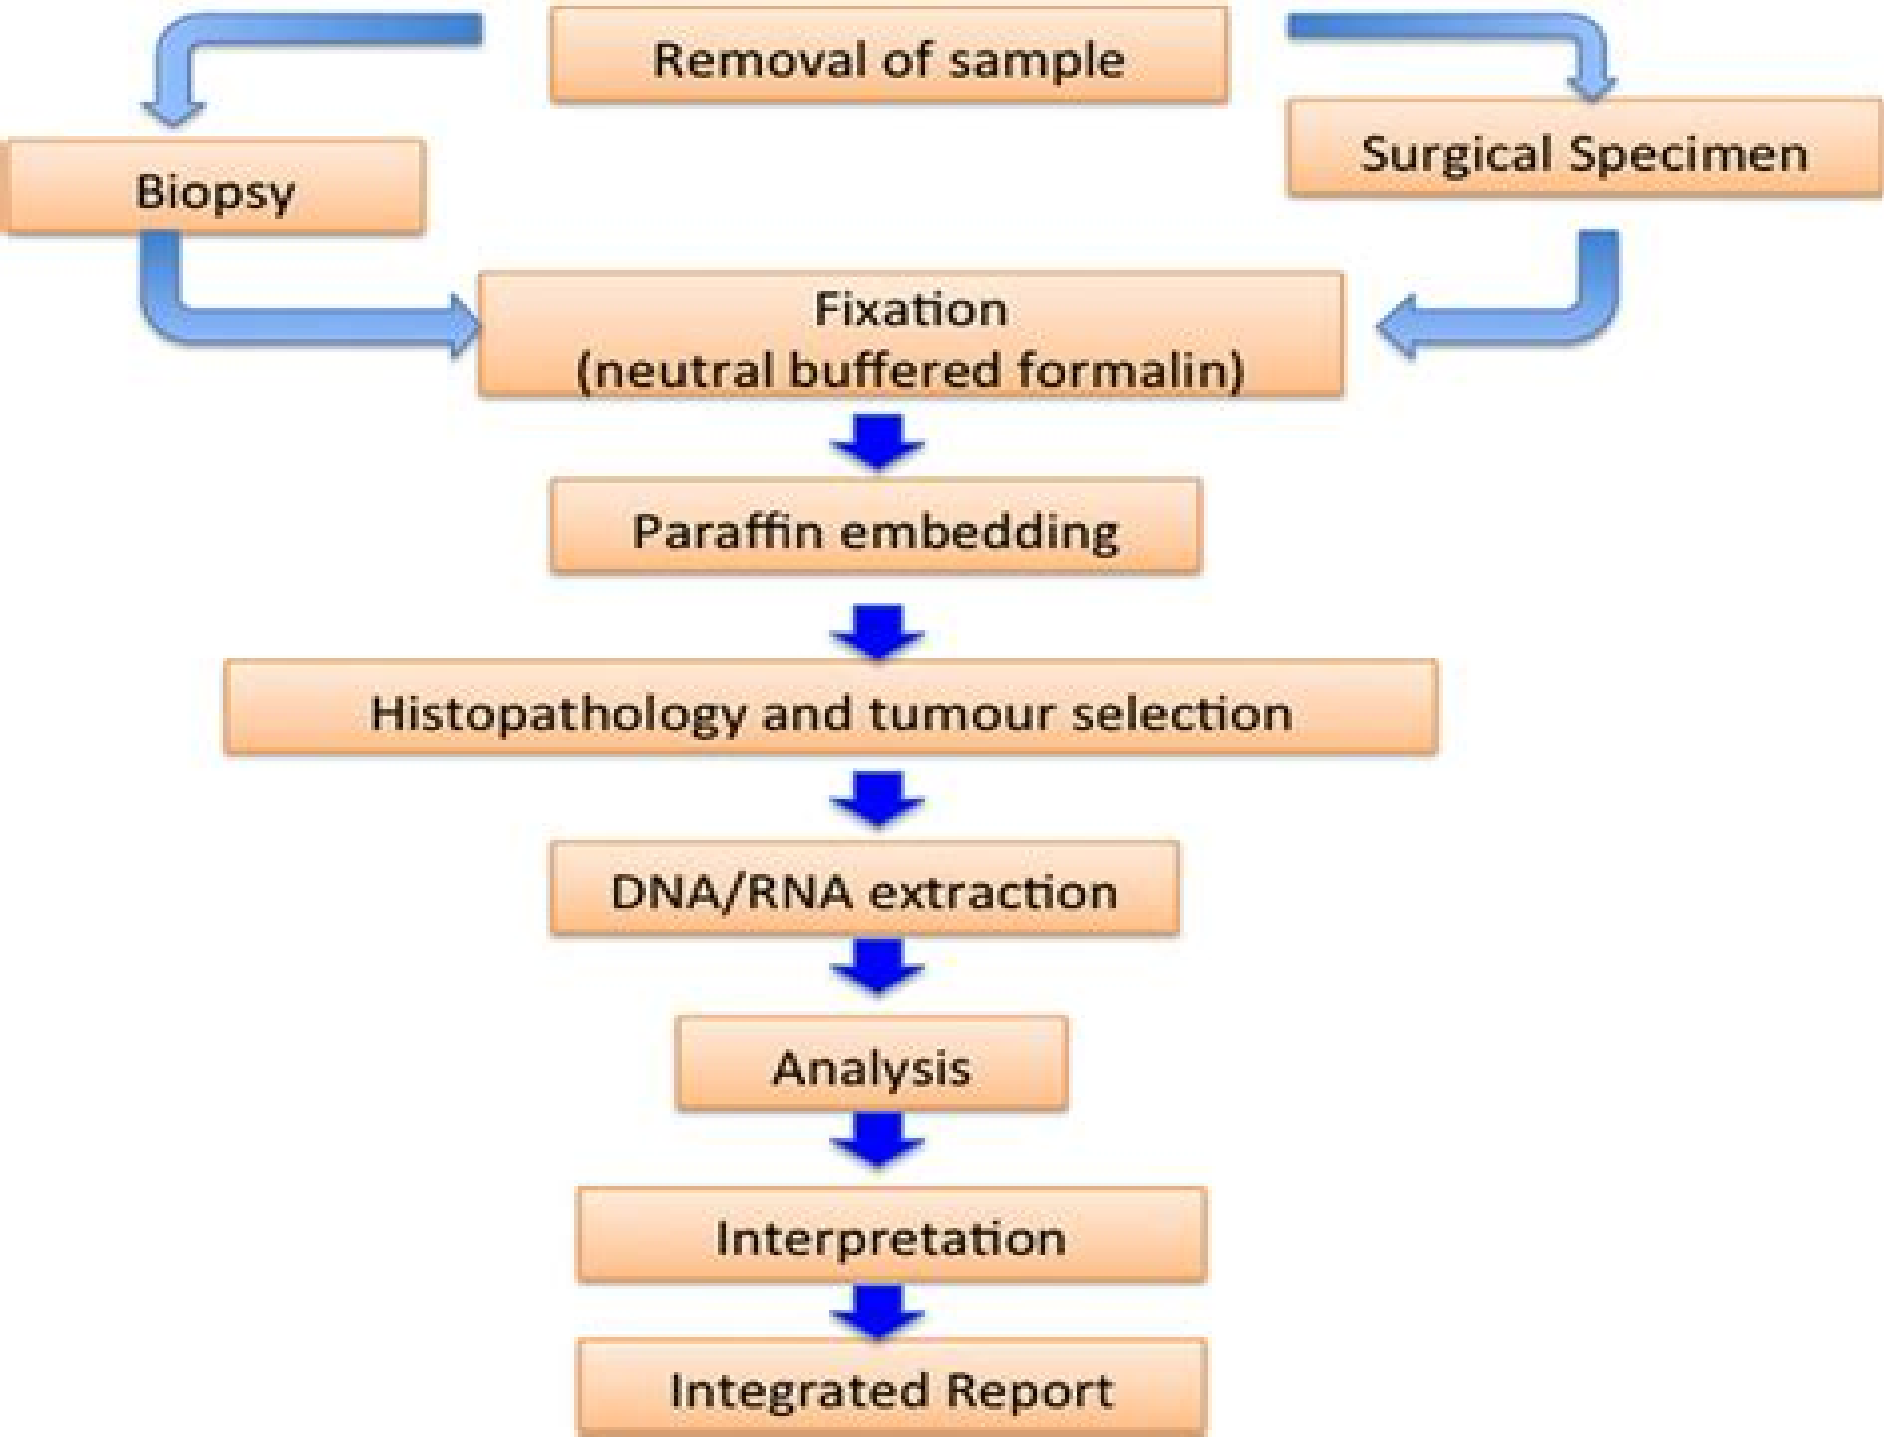 Removal of sample
Biopsy
Surgical Specimen
Fixation
(neutral buffered formalin)
Paraffin embedding
Histopathology and tumour selection
DNA/RNA extraction
Analysis
Interpretation
Integrated Report